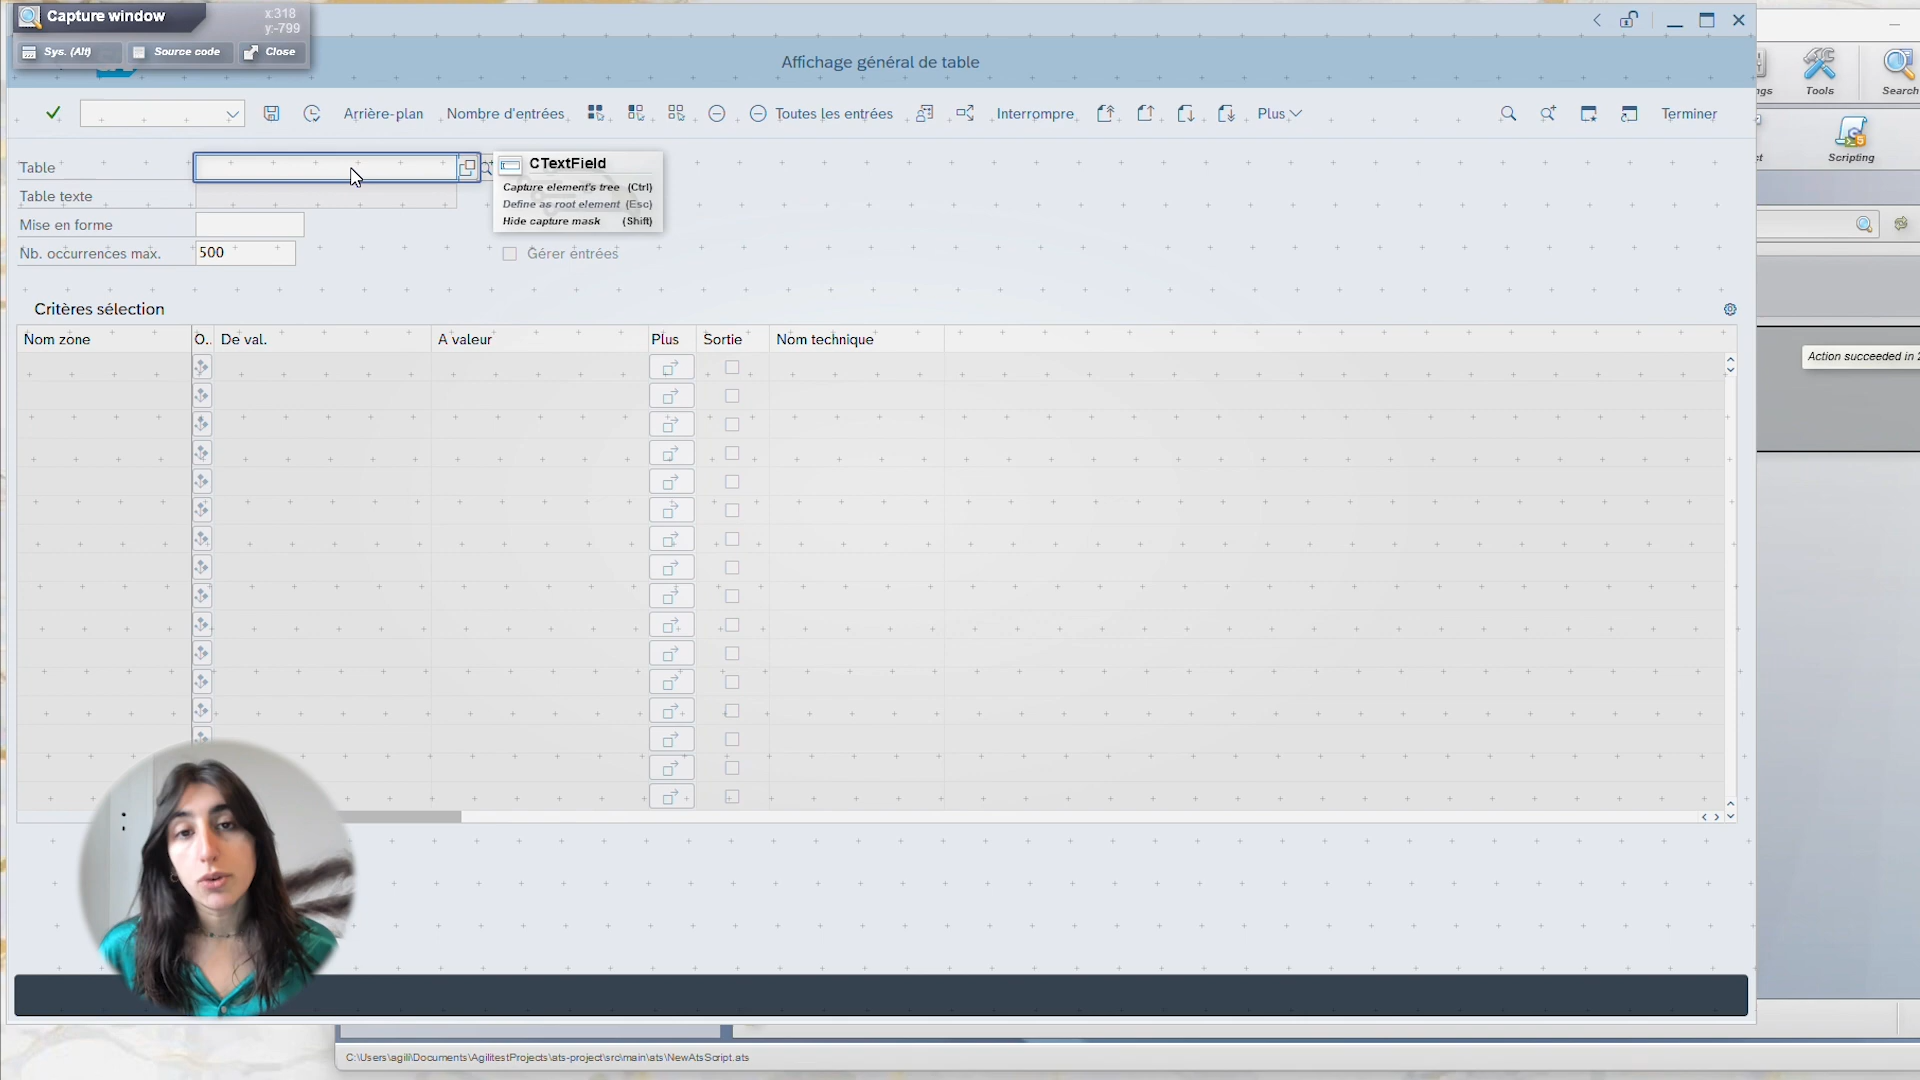 Capture window
x:318
y:-799
Sys. (Alt)
Source code
Close
Affichage général de table
Arrière-plan
Nombre d'entrées
Toutes les entrées
Interrompre
Plus
Terminer
Table
CTextField
Capture element's tree (Ctrl)
Define as root element (Esc)
Hide capture mask (Shift)
Table texte
Mise en forme
Nb. occurrences max.
500
Gérer entrées
Critères sélection
Nom zone
O..
De val.
A valeur
Plus
Sortie
Nom technique
Tools
Search
Scripting
Action succeeded in 2
C:\Users\agili\Documents\AgilitestProjects\ats-project\src\main\ats\NewAtsScript.ats